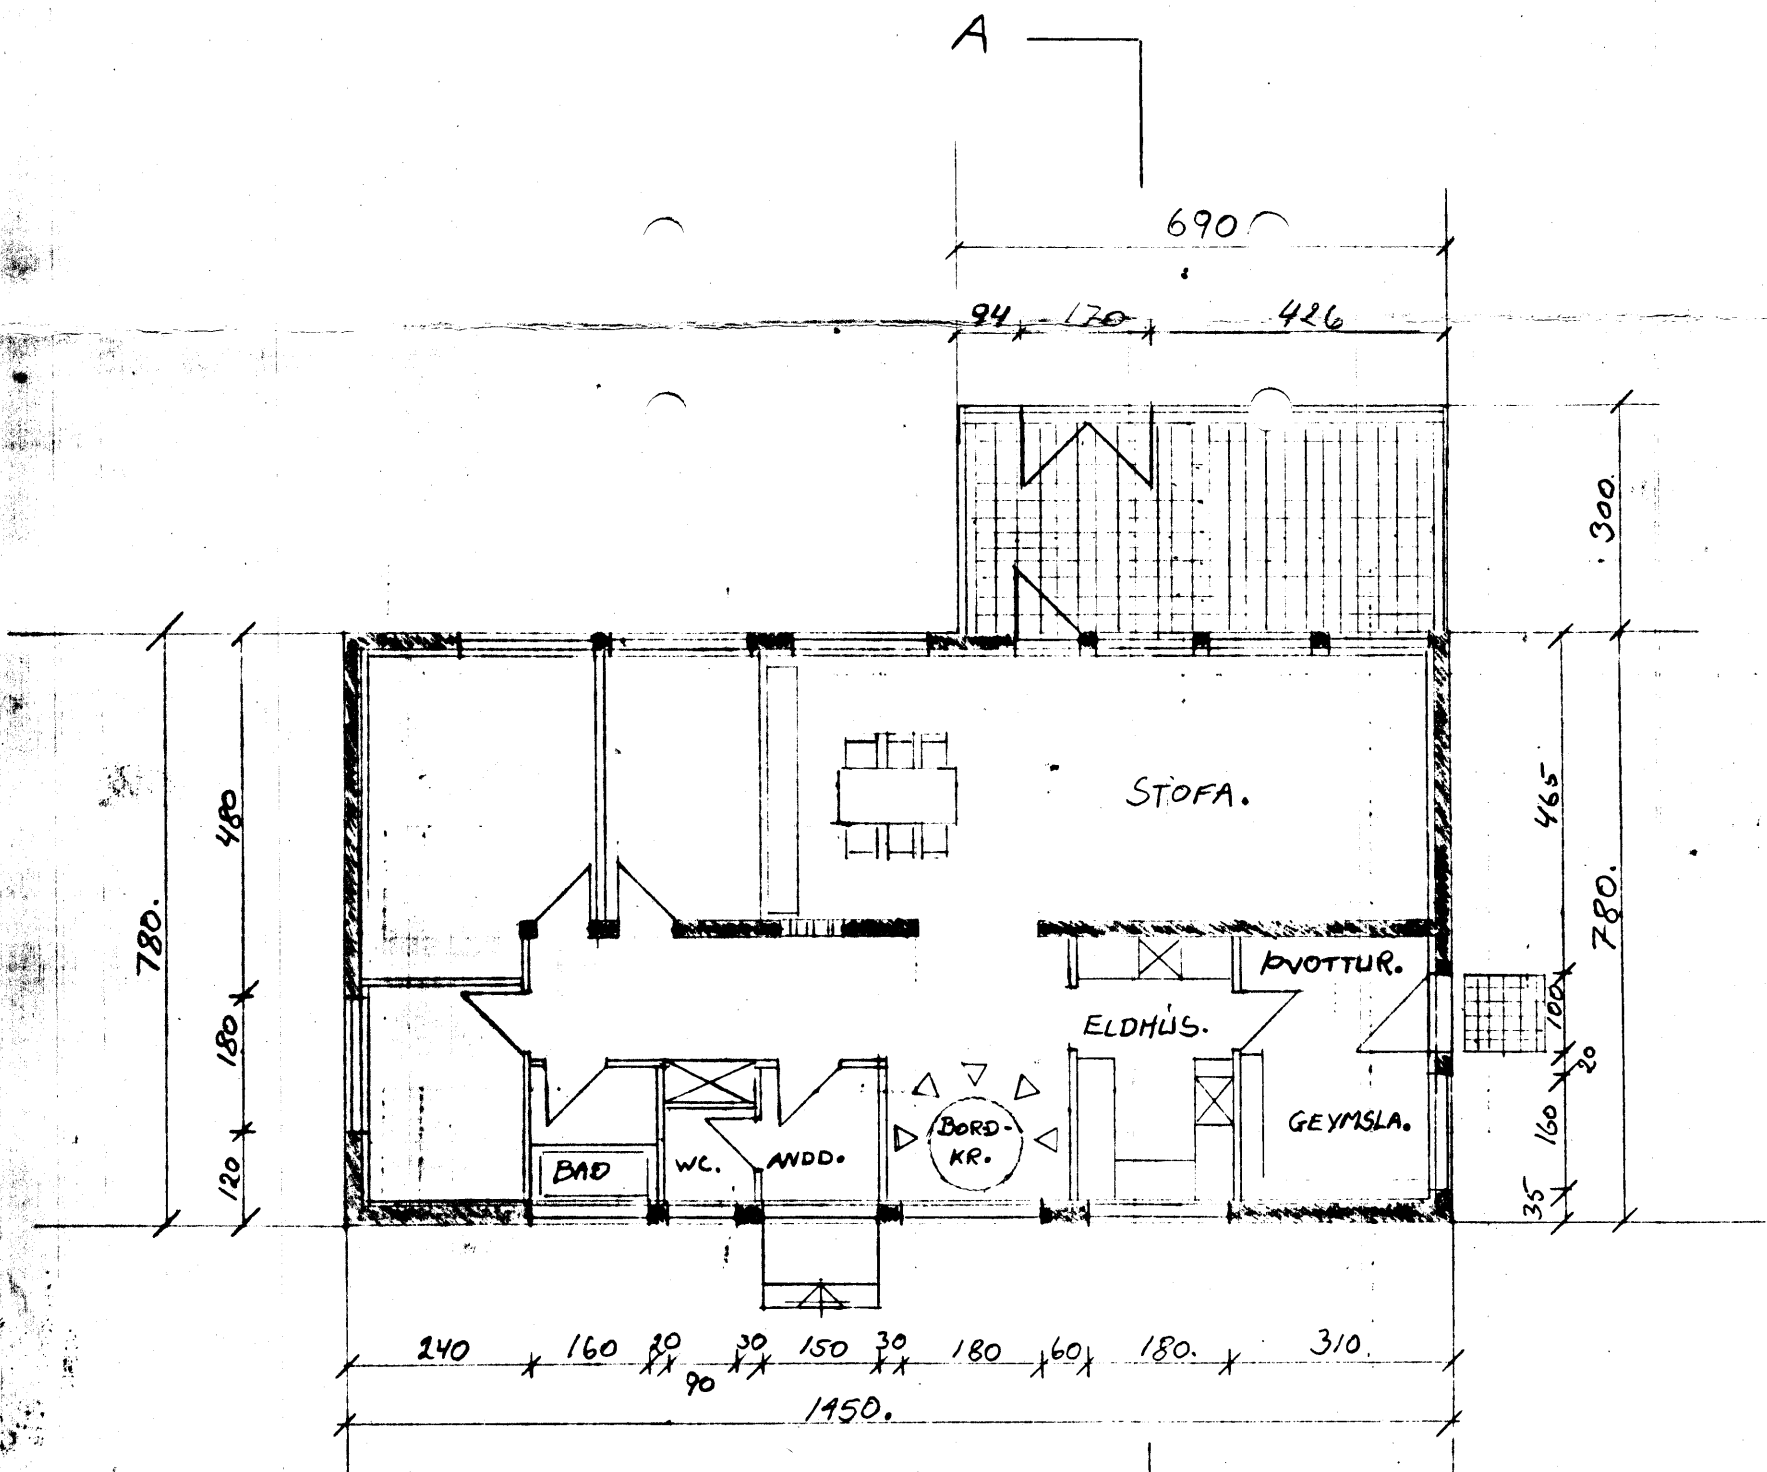 A
690
94 170 426
300.
480
180
120
780.
465
100
20
160
35
780.
STOFA.
ÞVOTTUR.
ELDHÚS.
GEYMSLA.
BORÐ-
KR.
BAÐ
WC.
ANDD.
240 160 20 90 30 150 30 180 60 180. 310.
1450.